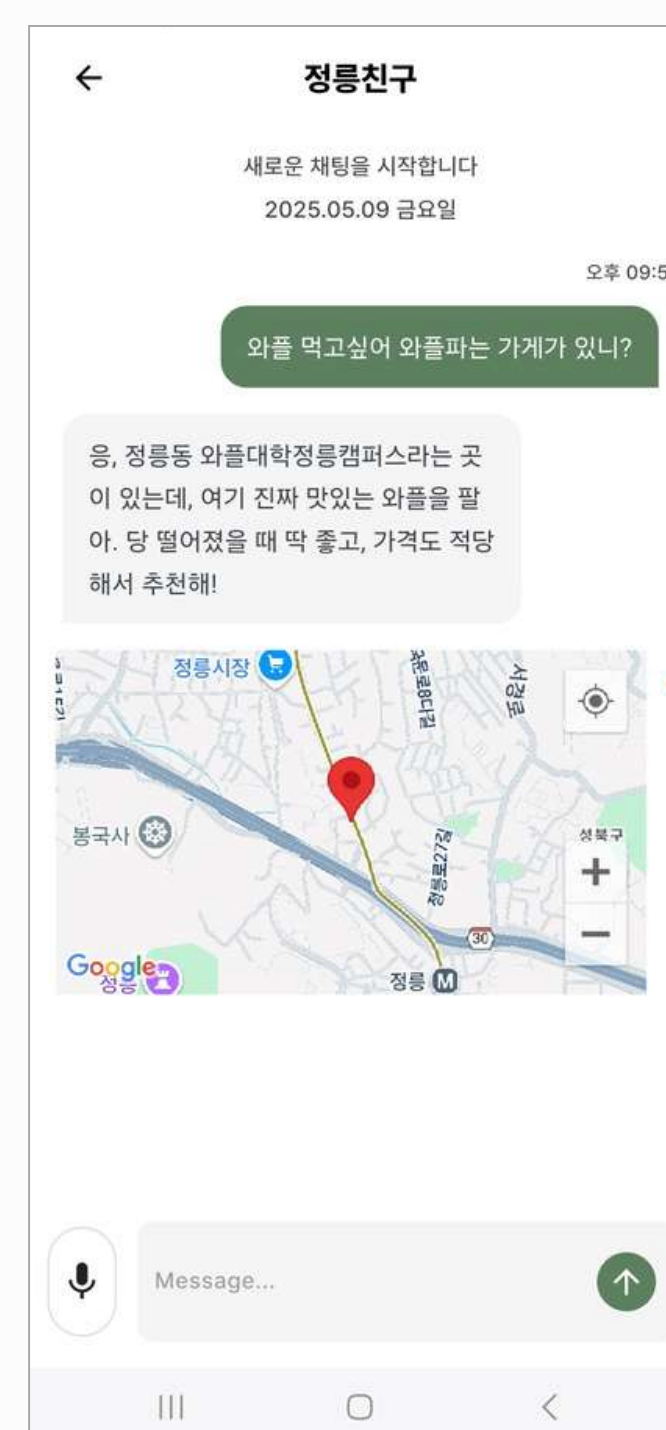 정릉친구
새로운 채팅을 시작합니다
2025.05.09 금요일
오후 09:5
와플 먹고싶어 와플파는 가게가 있니?
응, 정릉동 와플대학정릉캠퍼스라는 곳
이 있는데, 여기 진짜 맛있는 와플을 팔
아. 당 떨어졌을 때 딱 좋고, 가격도 적당
해서 추천해!
정릉시장
서경로
봉국사
정릉로27길
성북구
30
Google
정릉
정릉 M
Message...